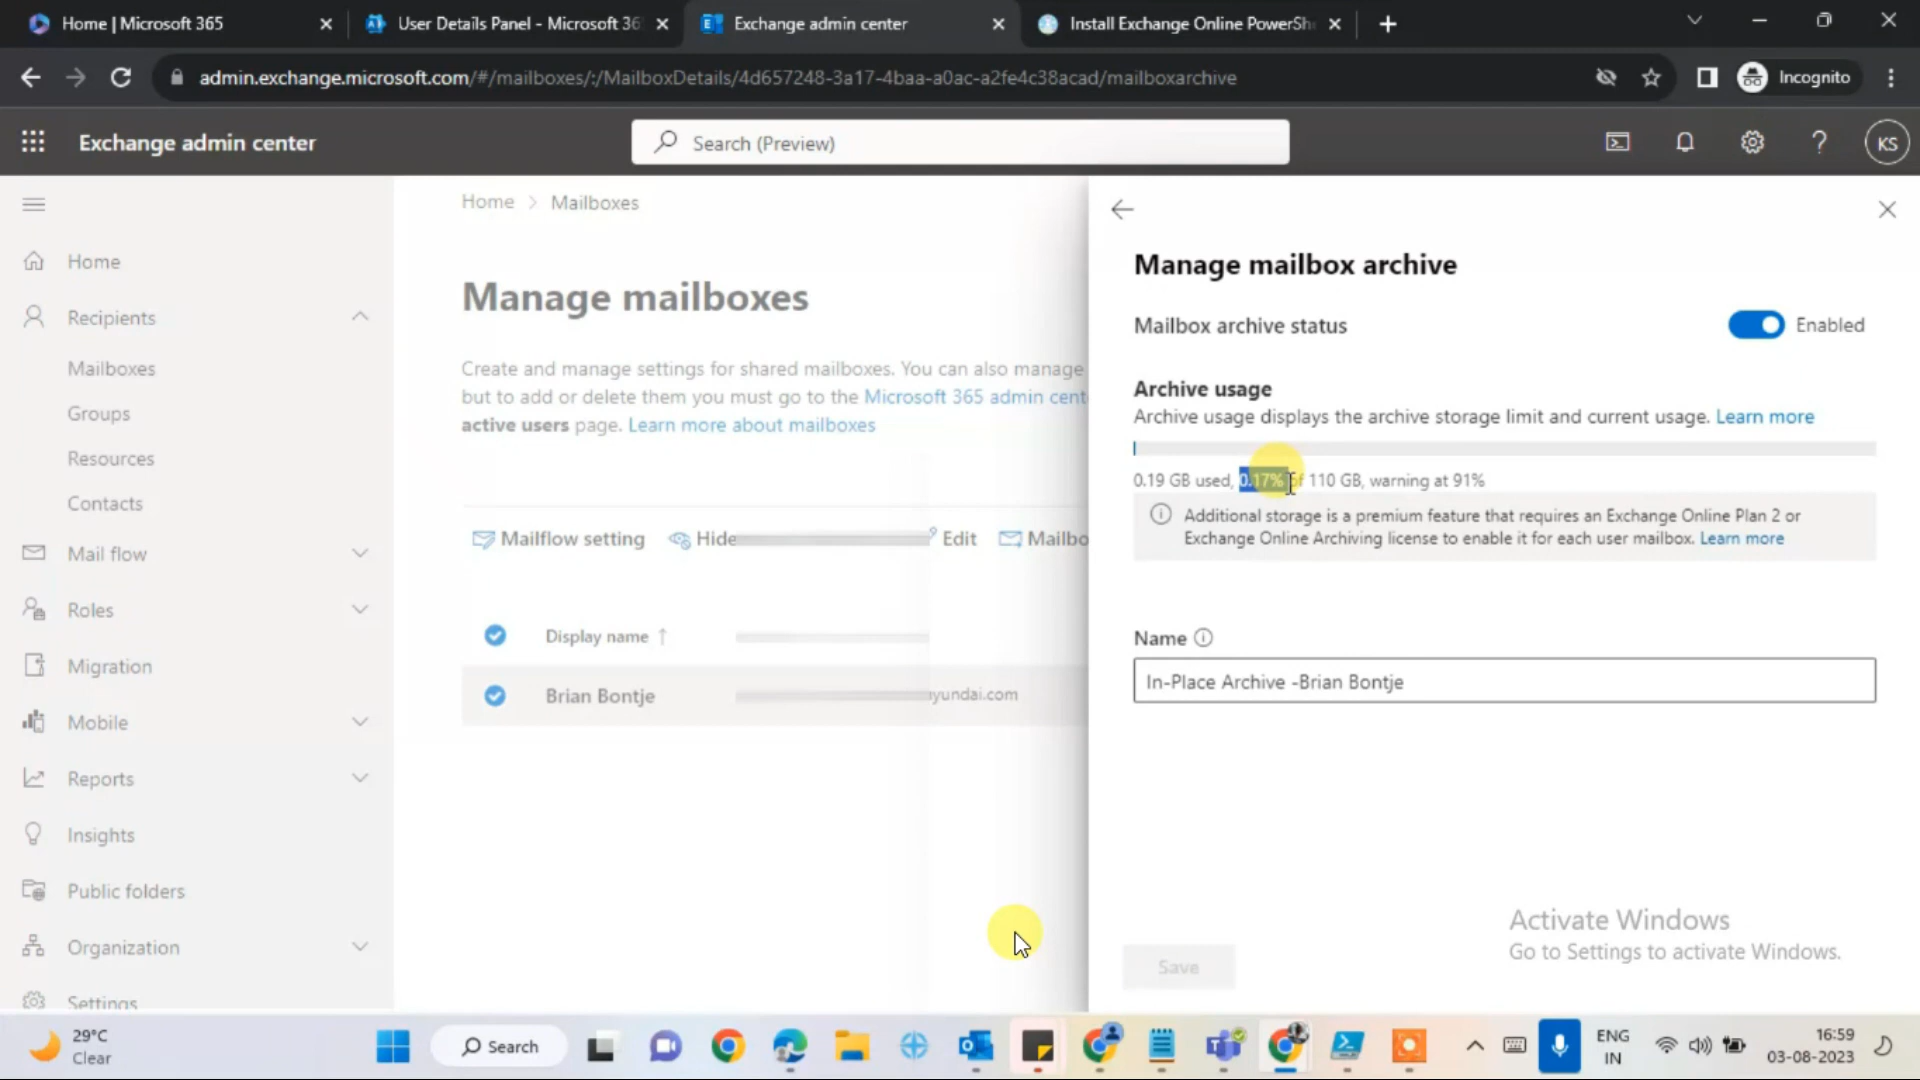 Home | Microsoft 365
User Details Panel - Microsoft 36
Exchange admin center
Install Exchange Online PowerSh
admin.exchange.microsoft.com/#/mailboxes/:/MailboxDetails/4d657248-3a17-4baa-a0ac-a2fe4c38acad/mailboxarchive
Incognito
Exchange admin center
Search (Preview)
KS
Home
Recipients
Mailboxes
Groups
Resources
Contacts
Mail flow
Roles
Migration
Mobile
Reports
Insights
Public folders
Organization
Settings
Home > Mailboxes
Manage mailboxes
Create and manage settings for shared mailboxes. You can also manage
but to add or delete them you must go to the Microsoft 365 admin cent
active users page. Learn more about mailboxes
Mailflow setting Hide Edit Mailbo
Display name ↑
Brian Bontje yundai.com
Manage mailbox archive
Mailbox archive status Enabled
Archive usage
Archive usage displays the archive storage limit and current usage. Learn more
0.19 GB used, 0.17% of 110 GB, warning at 91%
Additional storage is a premium feature that requires an Exchange Online Plan 2 or
Exchange Online Archiving license to enable it for each user mailbox. Learn more
Name
In-Place Archive -Brian Bontje
Save
Activate Windows
Go to Settings to activate Windows.
29°C
Clear
Search
ENG
IN
16:59
03-08-2023